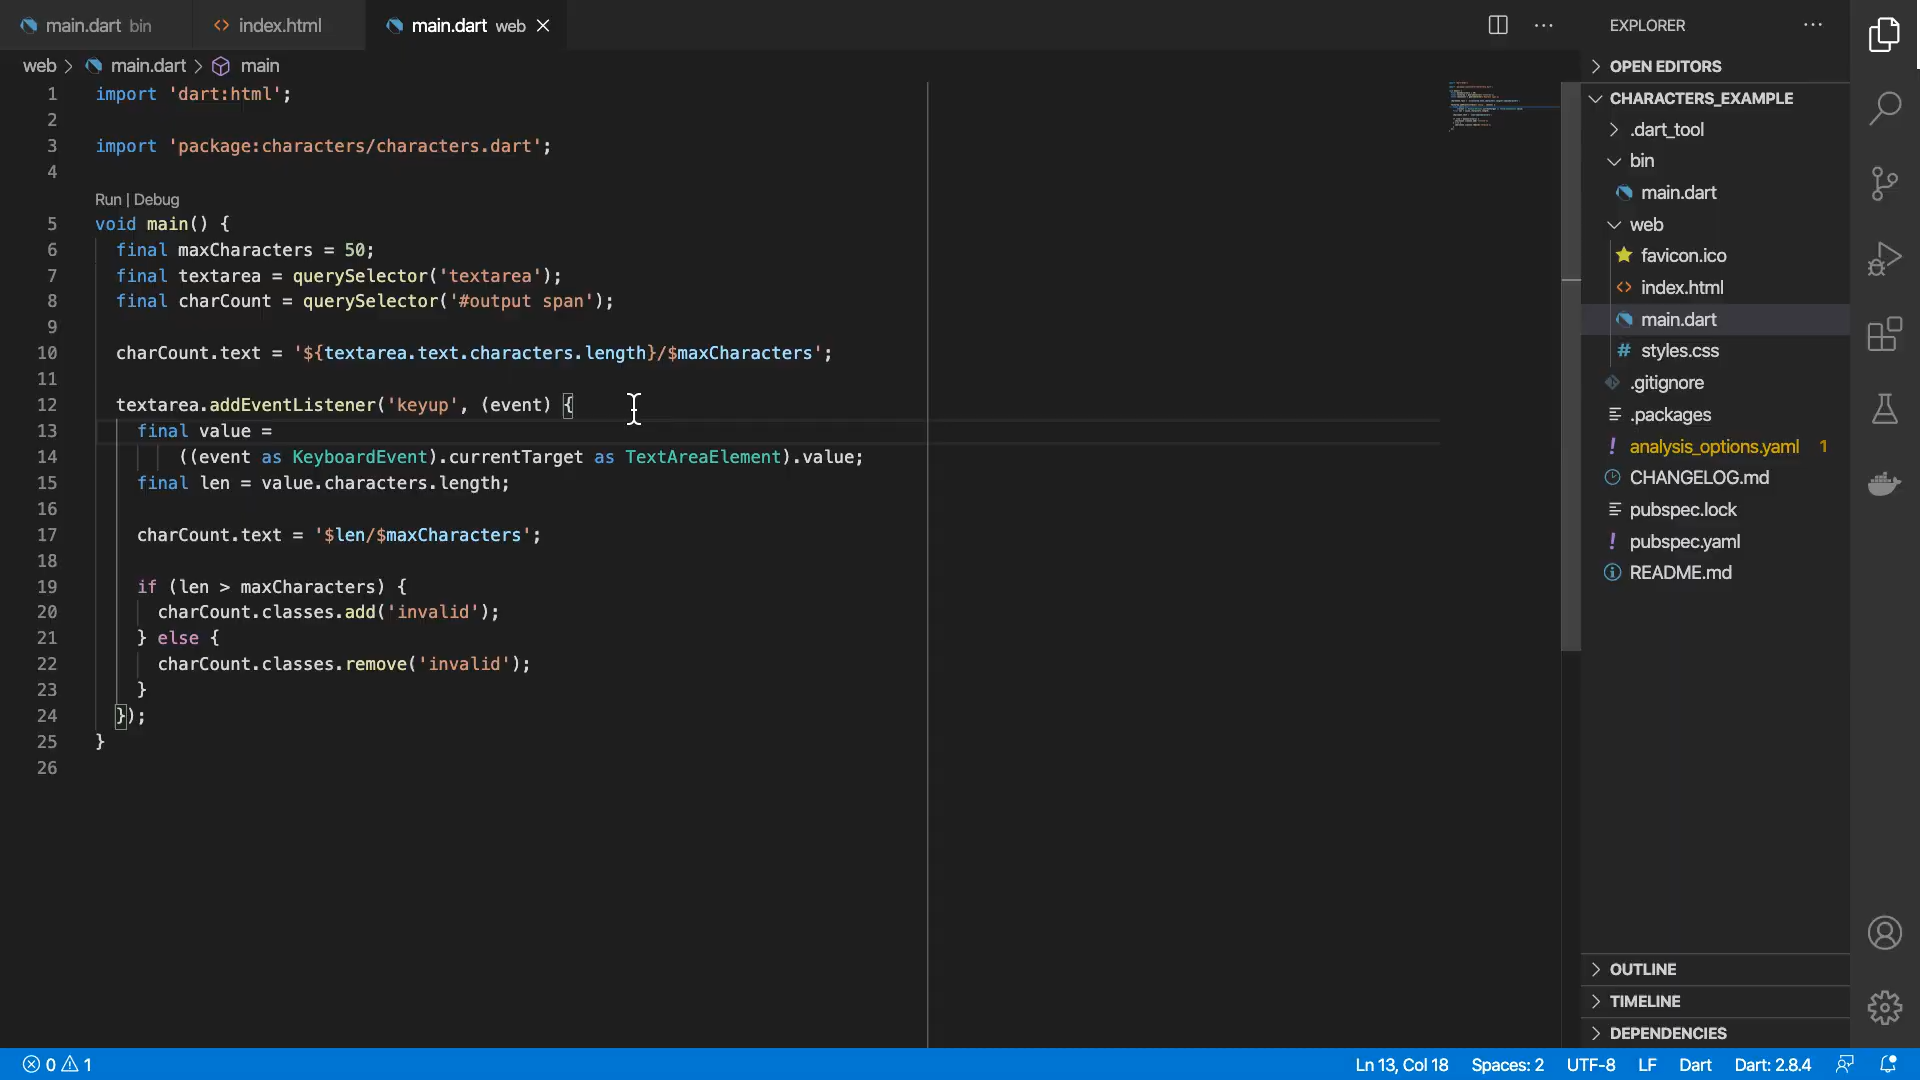 main.dart bin
index.html
main.dart web
web > main.dart > main
1 import 'dart:html';
2
3 import 'package:characters/characters.dart';
4
Run | Debug
5 void main() {
6 final maxCharacters = 50;
7 final textarea = querySelector('textarea');
8 final charCount = querySelector('#output span');
9
10 charCount.text = '${textarea.text.characters.length}/$maxCharacters';
11
12 textarea.addEventListener('keyup', (event) {
13 final value =
14 ((event as KeyboardEvent).currentTarget as TextAreaElement).value;
15 final len = value.characters.length;
16
17 charCount.text = '$len/$maxCharacters';
18
19 if (len > maxCharacters) {
20 charCount.classes.add('invalid');
21 } else {
22 charCount.classes.remove('invalid');
23 }
24 });
25 }
26
EXPLORER
OPEN EDITORS
CHARACTERS_EXAMPLE
.dart_tool
bin
main.dart
web
favicon.ico
index.html
main.dart
styles.css
.gitignore
.packages
analysis_options.yaml 1
CHANGELOG.md
pubspec.lock
pubspec.yaml
README.md
OUTLINE
TIMELINE
DEPENDENCIES
0 1
Ln 13, Col 18 Spaces: 2 UTF-8 LF Dart Dart: 2.8.4